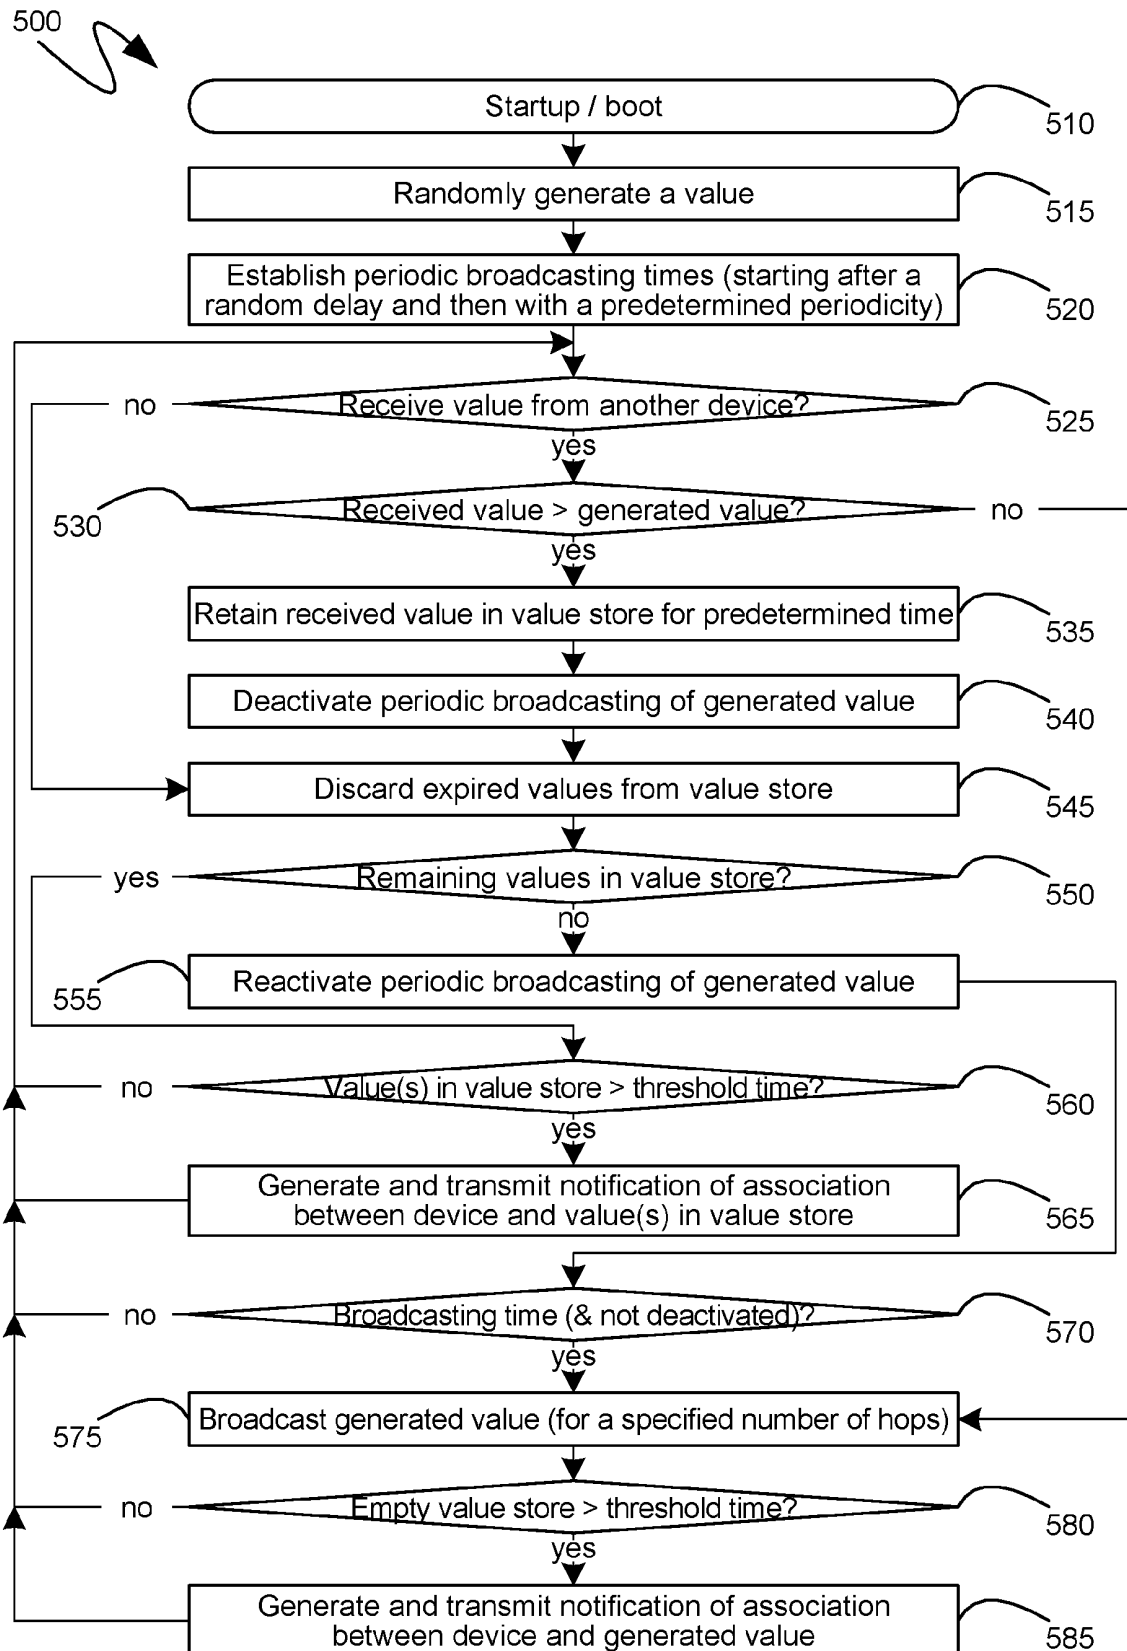 500
Startup / boot
510
Randomly generate a value
515
Establish periodic broadcasting times (starting after a
random delay and then with a predetermined periodicity)
520
no
Receive value from another device?
525
yes
530
Received value > generated value?
no
yes
Retain received value in value store for predetermined time
535
Deactivate periodic broadcasting of generated value
540
Discard expired values from value store
545
yes
Remaining values in value store?
550
no
Reactivate periodic broadcasting of generated value
555
no
Value(s) in value store > threshold time?
560
yes
Generate and transmit notification of association
between device and value(s) in value store
565
no
Broadcasting time (& not deactivated)?
570
yes
Broadcast generated value (for a specified number of hops)
575
no
Empty value store > threshold time?
580
yes
Generate and transmit notification of association
between device and generated value
585